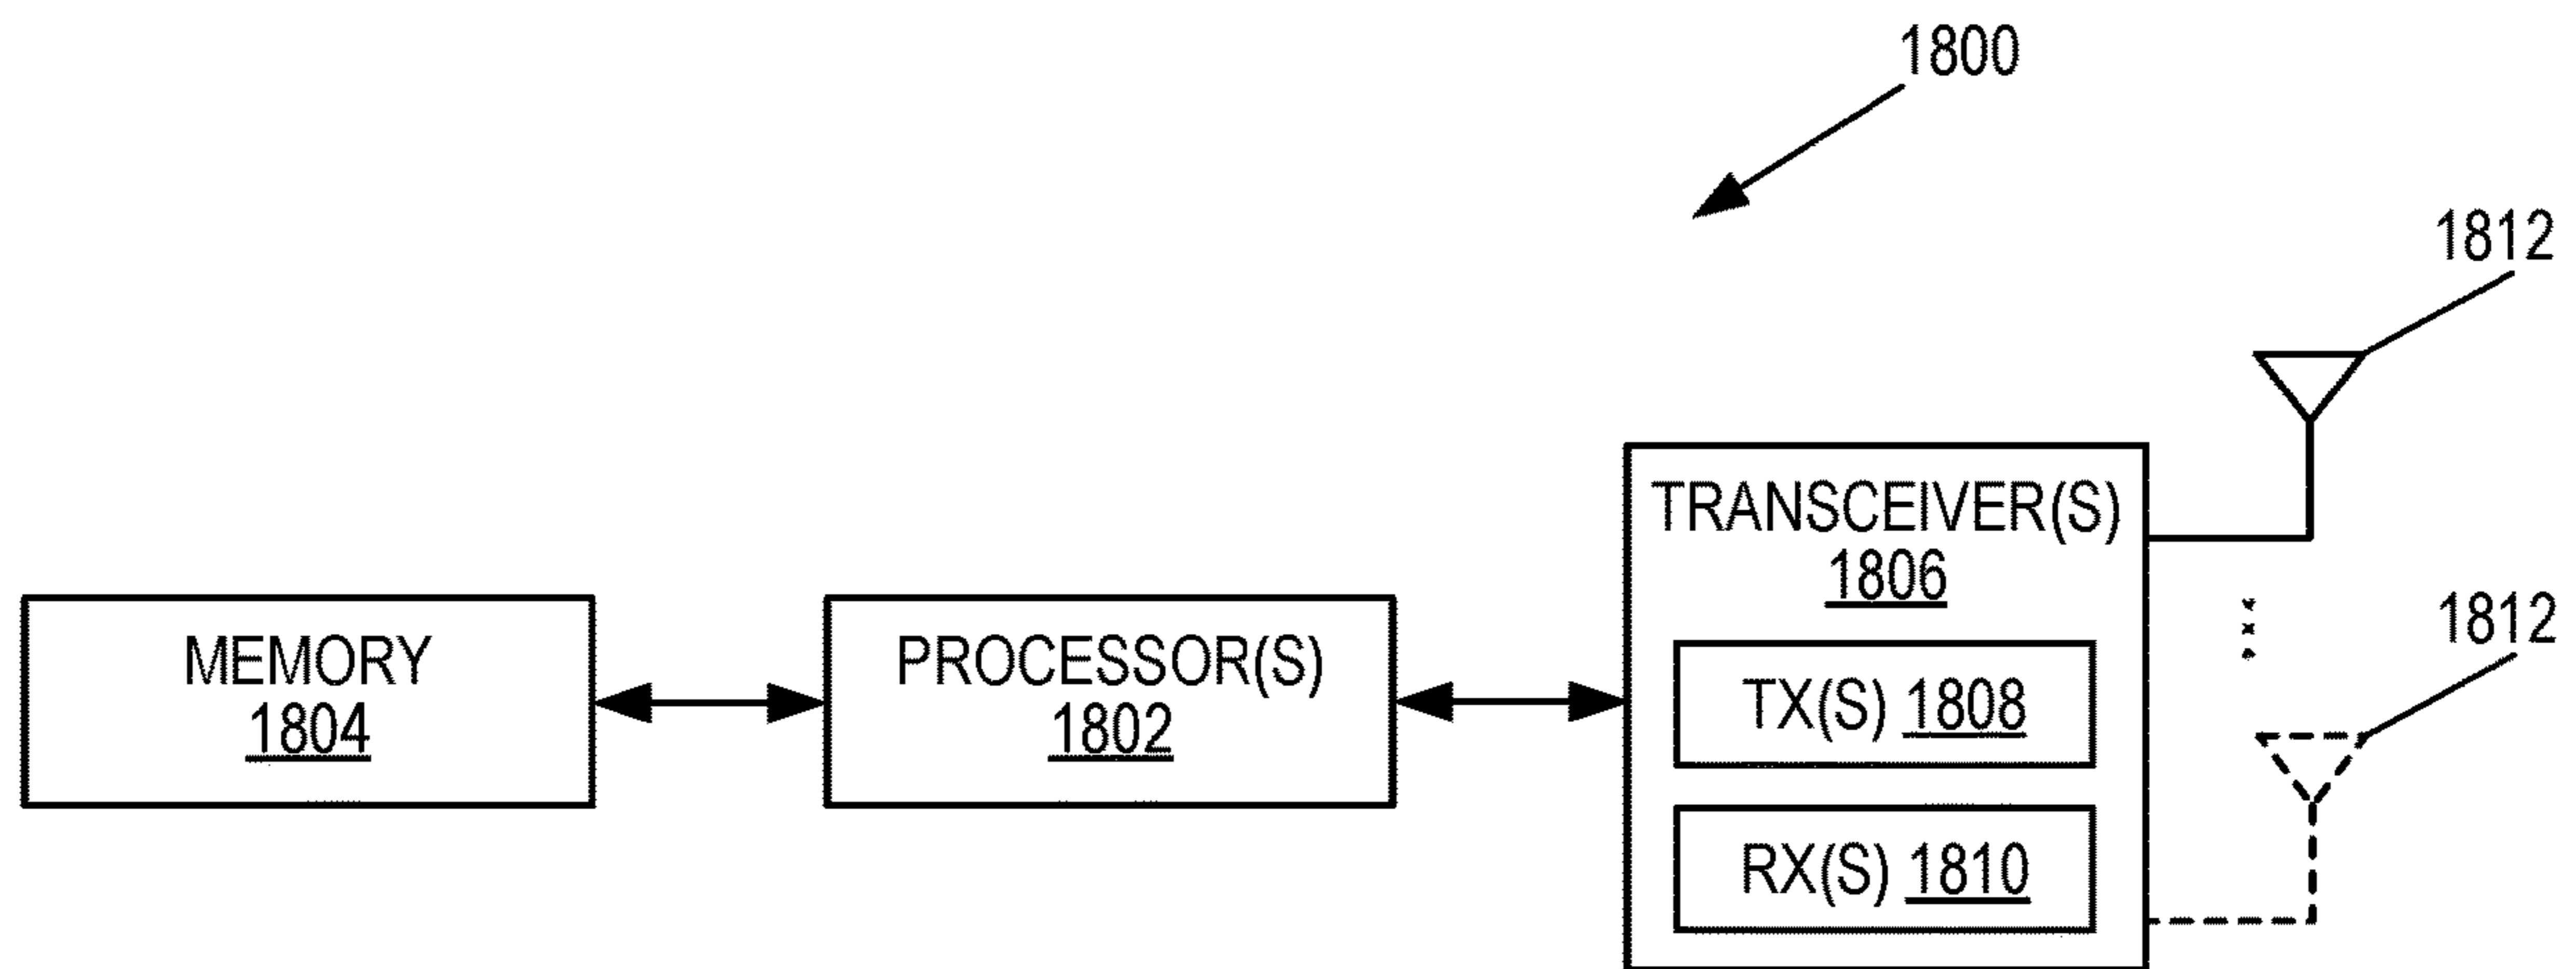 1800
1812
TRANSCEIVER(S)
1806
1812
MEMORY
1804
PROCESSOR(S)
1802
TX(S) 1808
RX(S) 1810